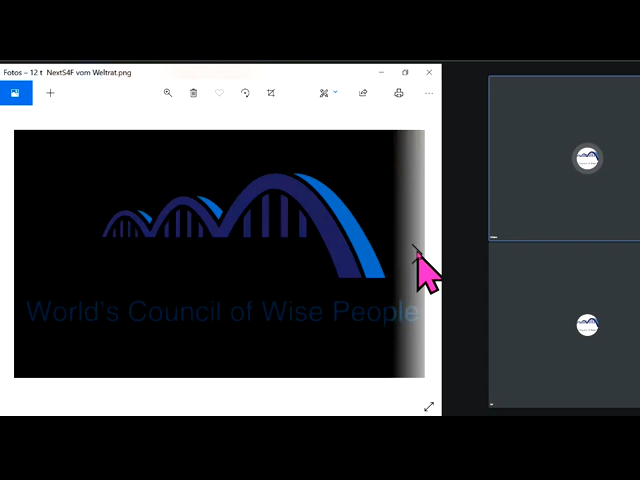 Fotos – 12 t NextS4F vom Weltrat.png
World's Council of Wise People